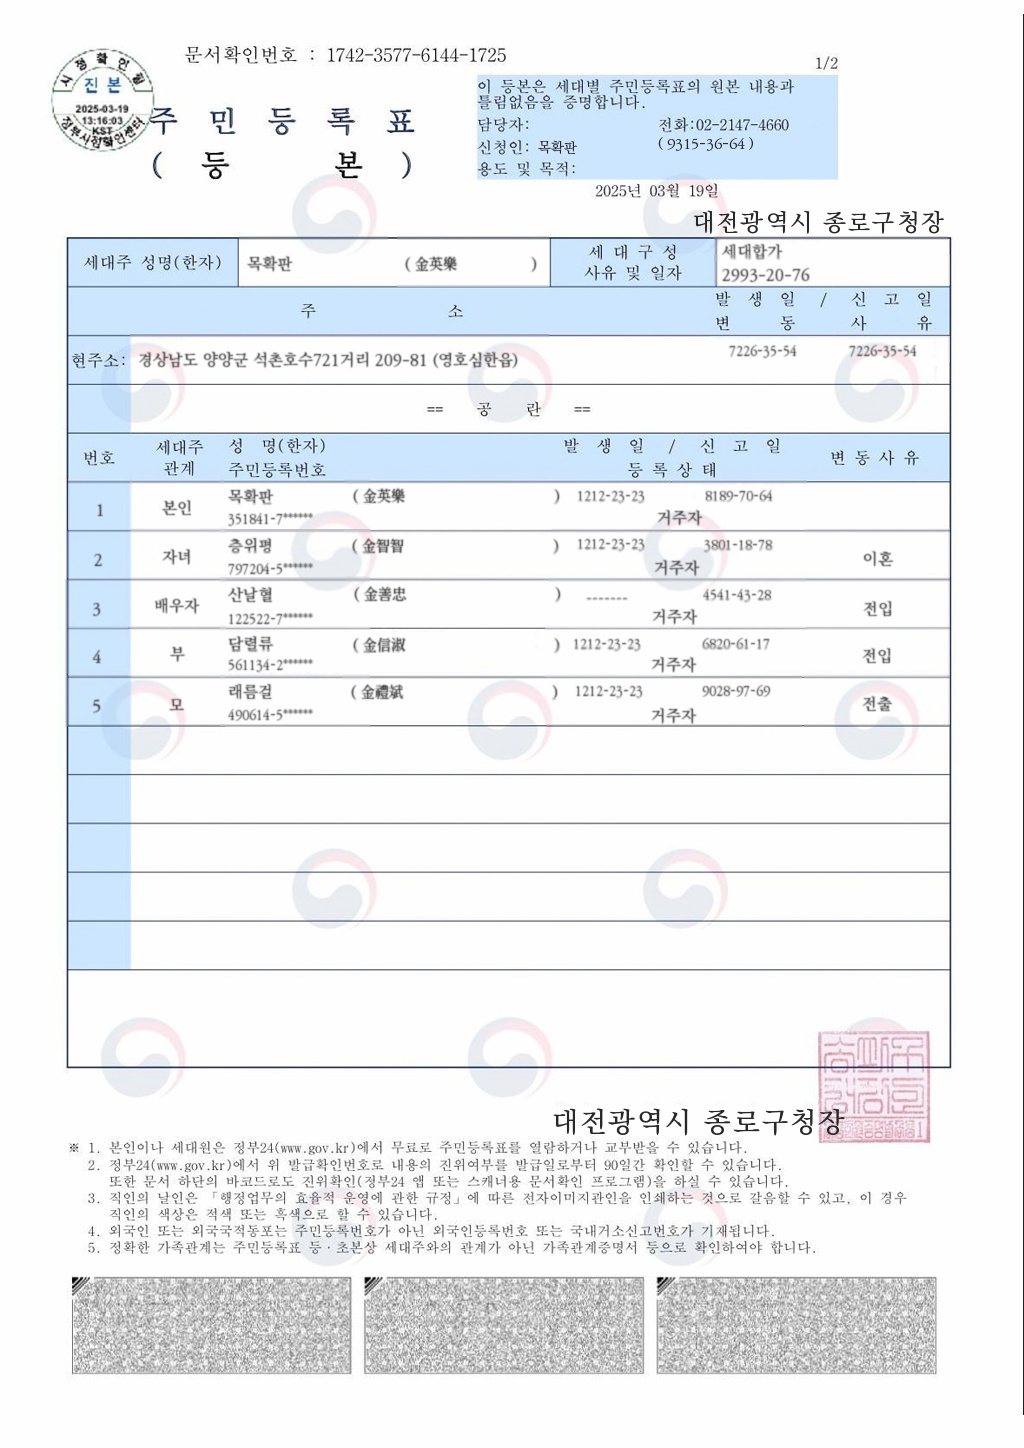 문서확인번호 : 1742-3577-6144-1725
1/2
시점확인필
진본
2025-03-19
13:16:03
KST
정부시점확인센터
주 민 등 록 표
( 등 본 )
이 등본은 세대별 주민등록표의 원본 내용과
틀림없음을 증명합니다.
담당자: 전화:02-2147-4660
신청인: 목확판 ( 9315-36-64 )
용도 및 목적:
2025년 03월 19일
대전광역시 종로구청장
세대주 성명(한자) 목확판 ( 金英樂 ) 세 대 구 성 사유 및 일자 세대합가 2993-20-76
주 소 발 생 일 / 신 고 일
변 동 사 유
현주소: 경상남도 양양군 석촌호수721거리 209-81 (영호심한읍) 7226-35-54 7226-35-54
== 공 란 ==
번호 세대주 관계 성 명(한자) 주민등록번호 발 생 일 / 신 고 일 등 록 상 태 변 동 사 유
1 본인 목확판 ( 金英樂 ) 1212-23-23 8189-70-64
351841-7****** 거주자
2 자녀 층위평 ( 金智智 ) 1212-23-23 3801-18-78 이혼
797204-5****** 거주자
3 배우자 산날혈 ( 金善忠 ) ------- 4541-43-28 전입
122522-7****** 거주자
4 부 담렬류 ( 金信淑 ) 1212-23-23 6820-61-17 전입
561134-2****** 거주자
5 모 래름걸 ( 金禮斌 ) 1212-23-23 9028-97-69 전출
490614-5****** 거주자
대전광역시 종로구청장
※ 1. 본인이나 세대원은 정부24(www.gov.kr)에서 무료로 주민등록표를 열람하거나 교부받을 수 있습니다.
2. 정부24(www.gov.kr)에서 위 발급확인번호로 내용의 진위여부를 발급일로부터 90일간 확인할 수 있습니다.
또한 문서 하단의 바코드로도 진위확인(정부24 앱 또는 스캐너용 문서확인 프로그램)을 하실 수 있습니다.
3. 직인의 날인은 「행정업무의 효율적 운영에 관한 규정」에 따른 전자이미지관인을 인쇄하는 것으로 갈음할 수 있고, 이 경우
직인의 색상은 적색 또는 흑색으로 할 수 있습니다.
4. 외국인 또는 외국국적동포는 주민등록번호가 아닌 외국인등록번호 또는 국내거소신고번호가 기재됩니다.
5. 정확한 가족관계는 주민등록표 등·초본상 세대주와의 관계가 아닌 가족관계증명서 등으로 확인하여야 합니다.